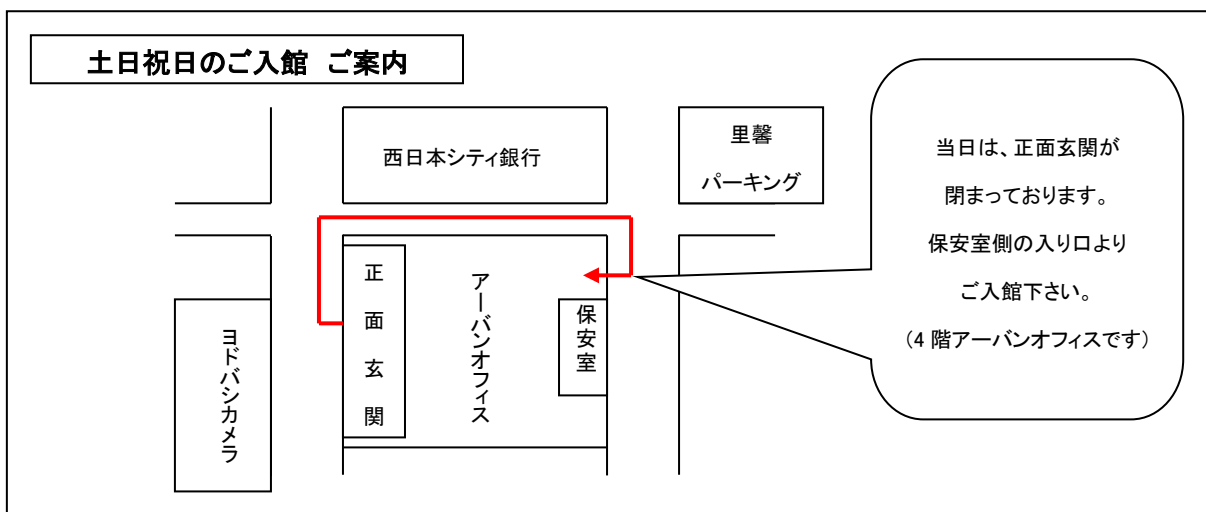 土日祝日のご入館 ご案内
西日本シティ銀行
里馨
パーキング
当日は、正面玄関が
閉まっております。
保安室側の入り口より
ご入館下さい。
(4 階アーバンオフィスです)
正面玄関
アーバンオフィス
保安室
ヨドバシカメラ